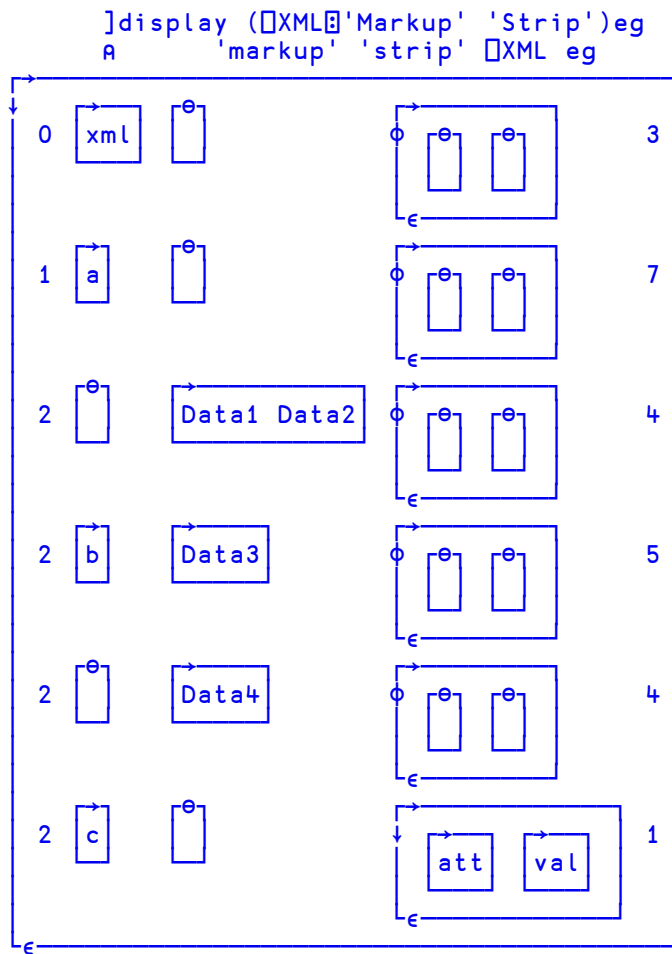 ]display (⎕XML⍠'Markup' 'Strip')eg
⍝ 'markup' 'strip' ⎕XML eg
0 xml 3
1 a 7
2 Data1 Data2 4
2 b Data3 5
2 Data4 4
2 c att val 1